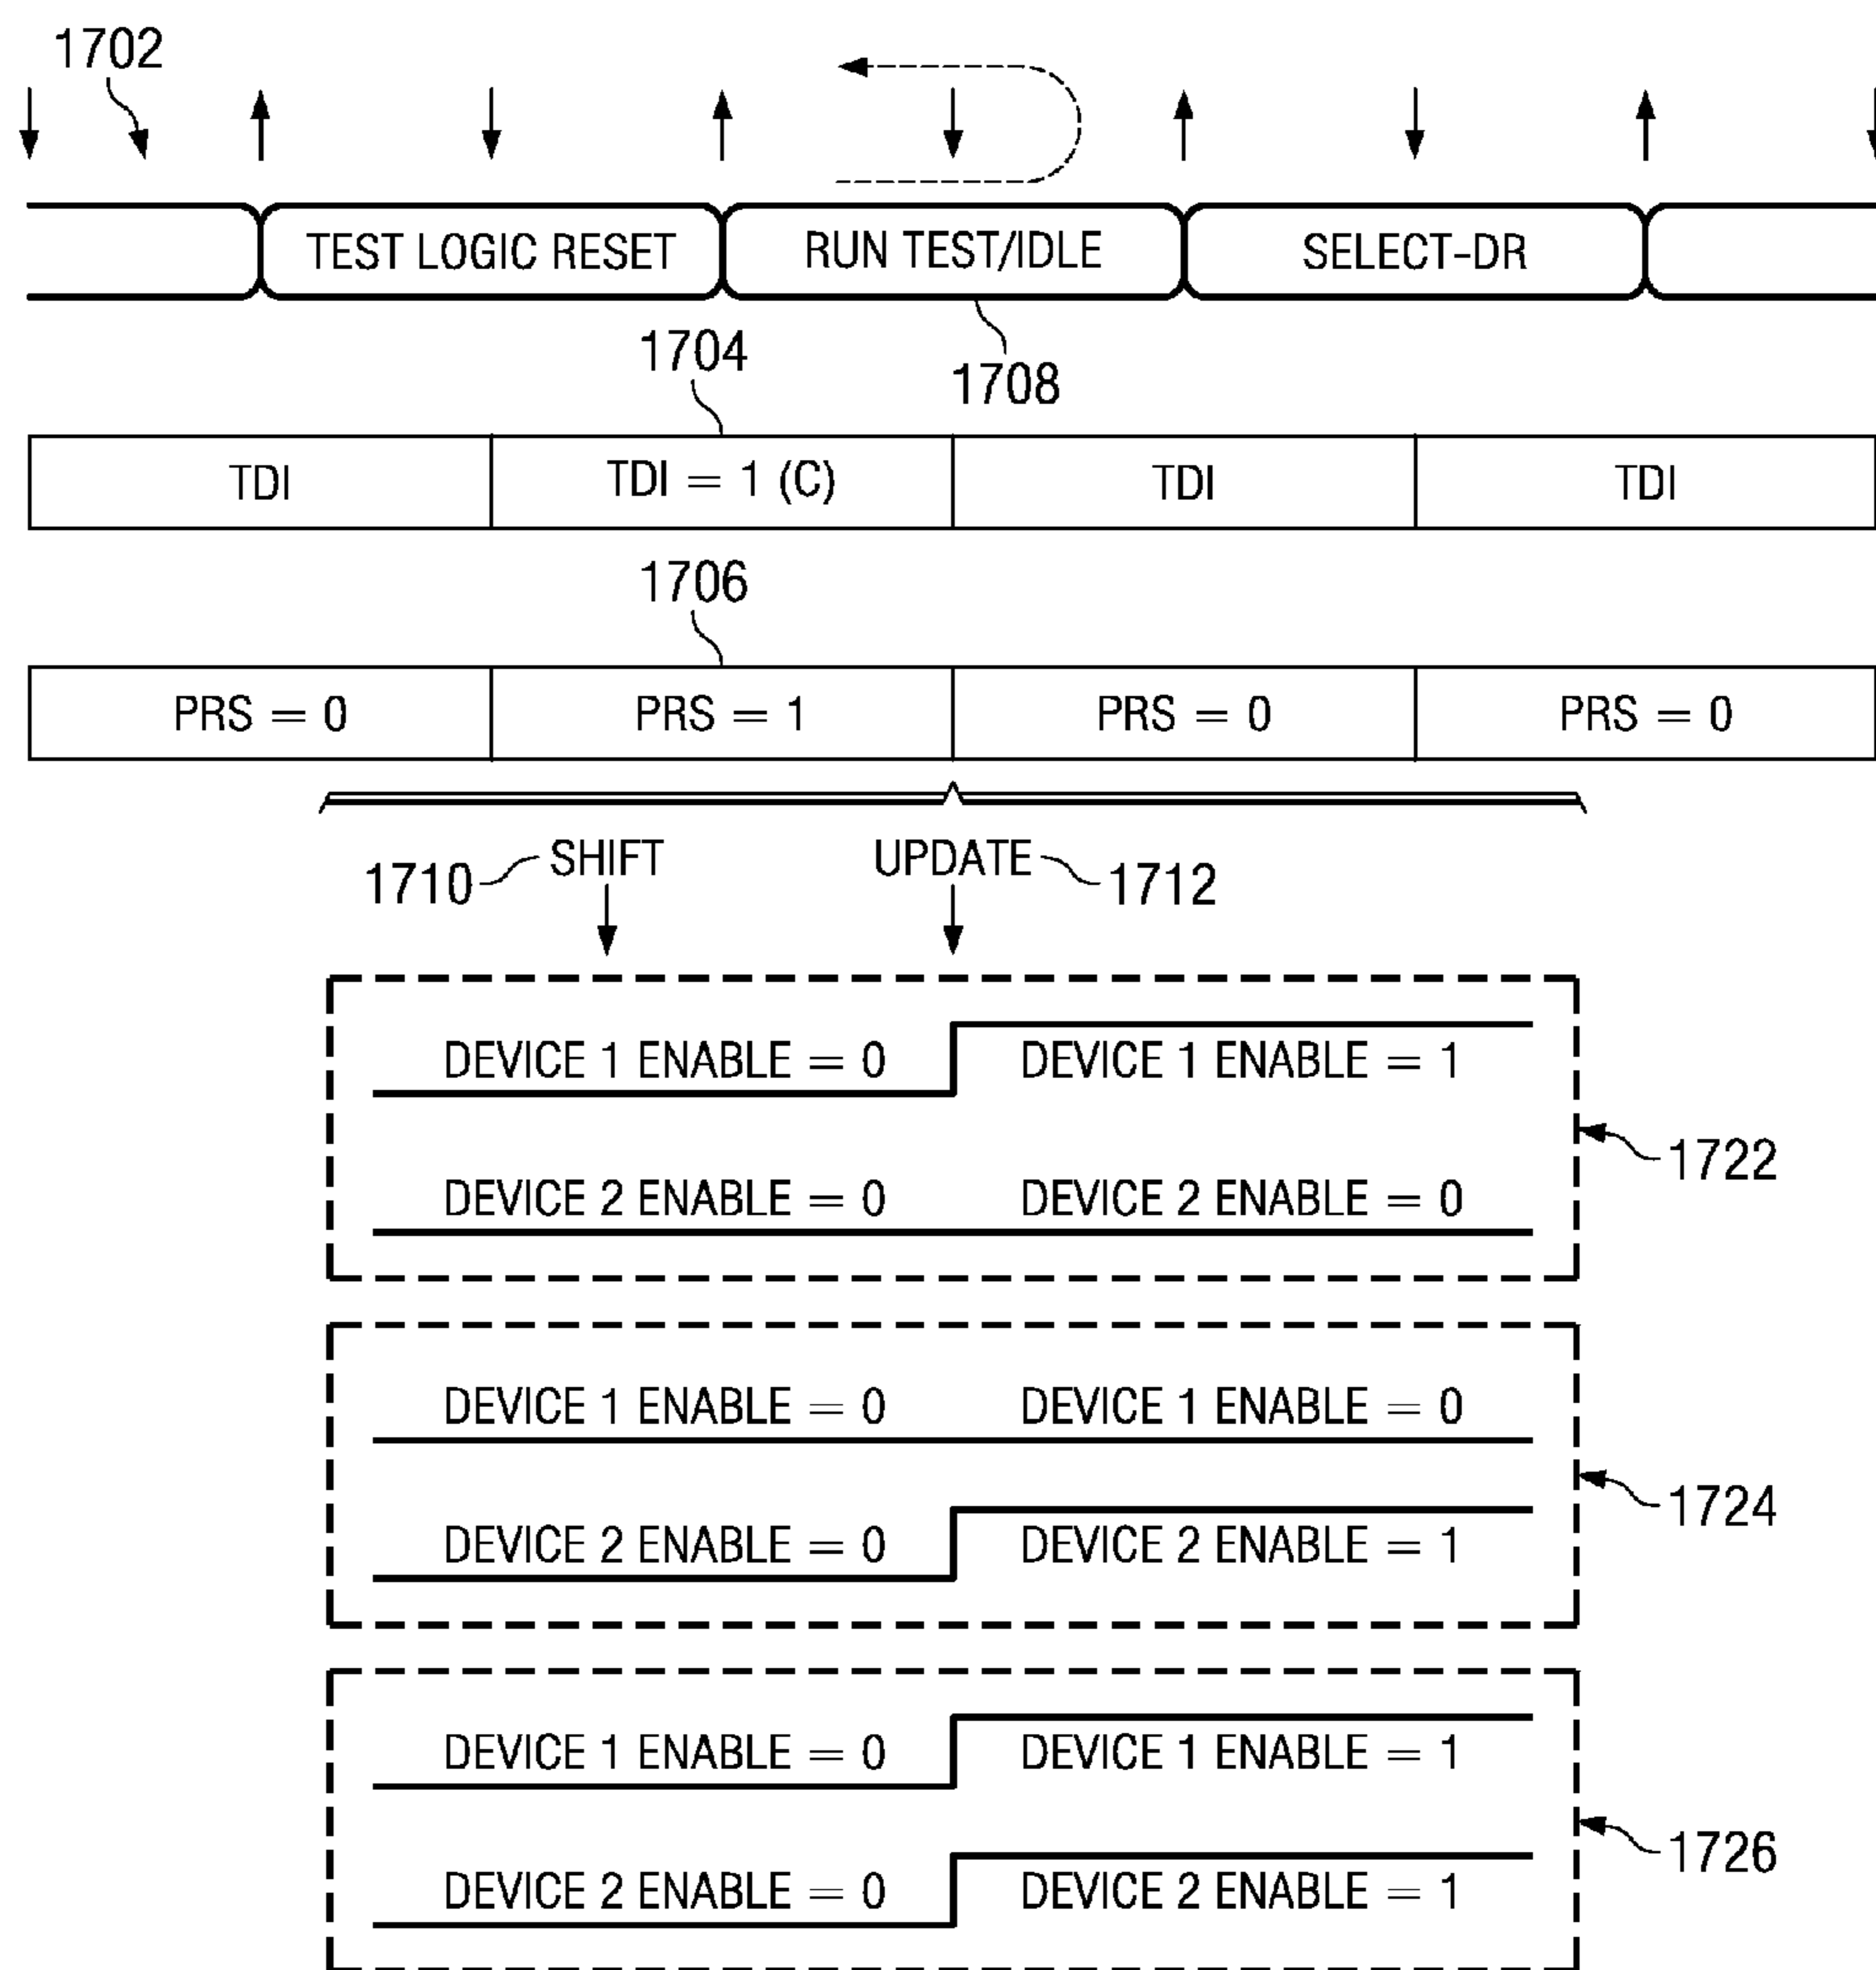 1702
TEST LOGIC RESET RUN TEST/IDLE SELECT-DR
1704
1708
TDI TDI = 1 (C) TDI TDI
1706
PRS = 0 PRS = 1 PRS = 0 PRS = 0
1710 SHIFT UPDATE 1712
DEVICE 1 ENABLE = 0 DEVICE 1 ENABLE = 1
1722
DEVICE 2 ENABLE = 0 DEVICE 2 ENABLE = 0
DEVICE 1 ENABLE = 0 DEVICE 1 ENABLE = 0
1724
DEVICE 2 ENABLE = 0 DEVICE 2 ENABLE = 1
DEVICE 1 ENABLE = 0 DEVICE 1 ENABLE = 1
1726
DEVICE 2 ENABLE = 0 DEVICE 2 ENABLE = 1